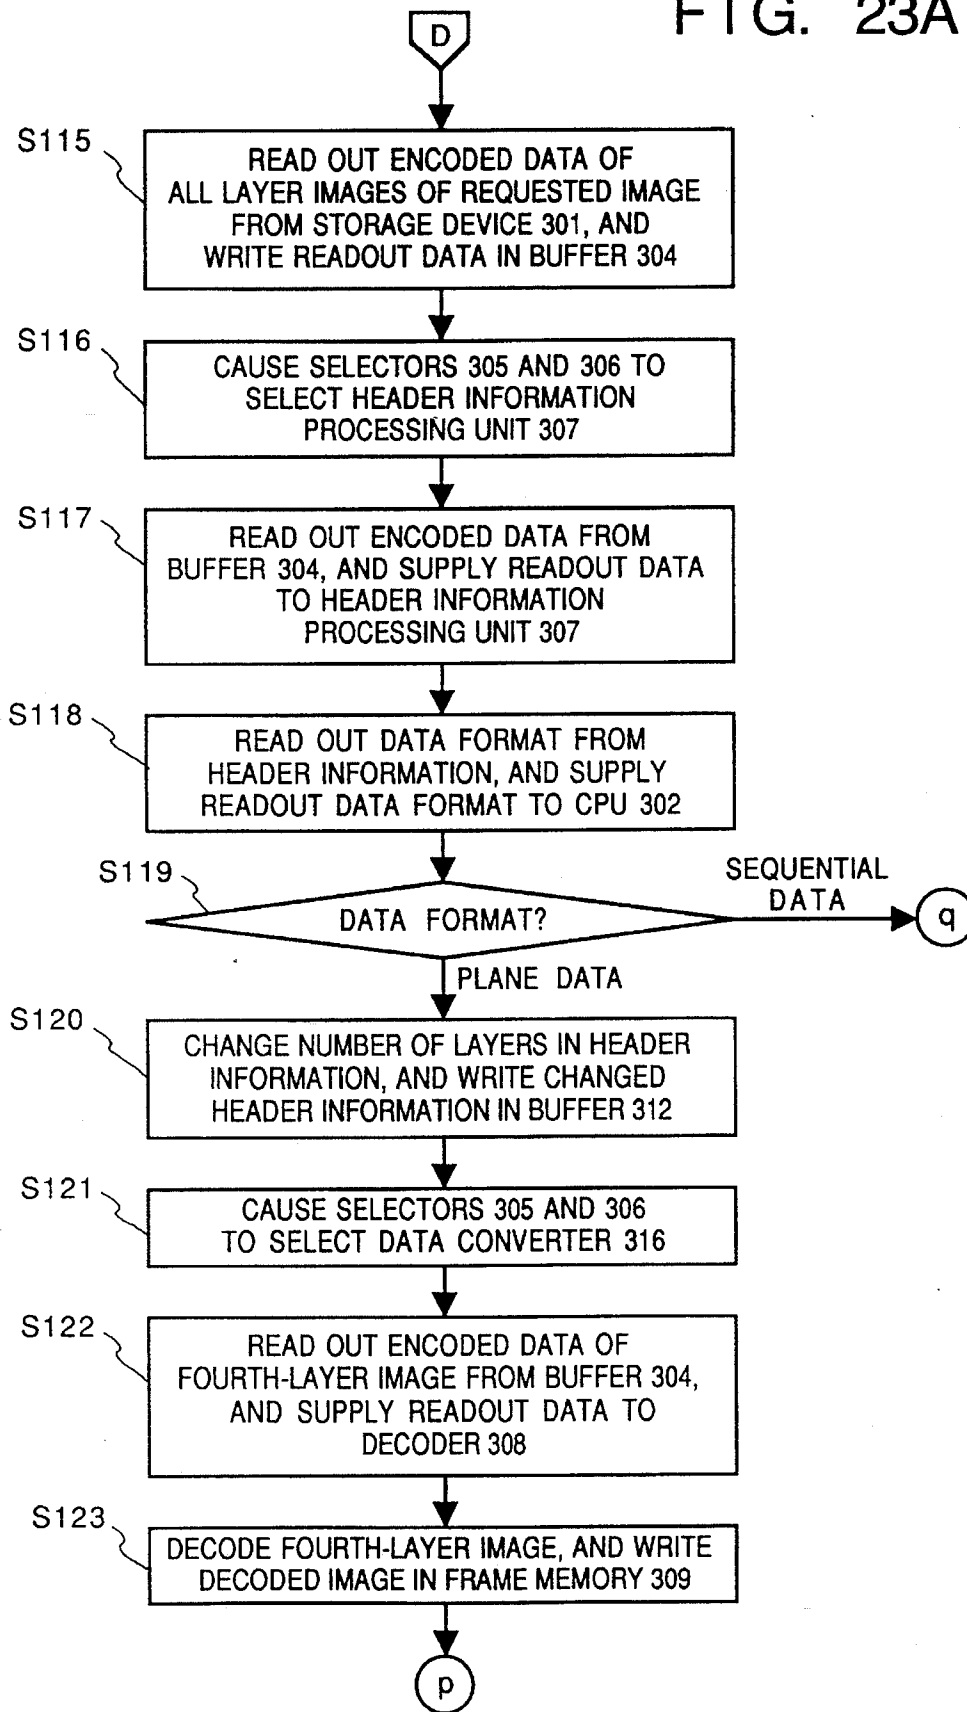 FIG. 23A
D
S115
READ OUT ENCODED DATA OF
ALL LAYER IMAGES OF REQUESTED IMAGE
FROM STORAGE DEVICE 301, AND
WRITE READOUT DATA IN BUFFER 304
S116
CAUSE SELECTORS 305 AND 306 TO
SELECT HEADER INFORMATION
PROCESSING UNIT 307
S117
READ OUT ENCODED DATA FROM
BUFFER 304, AND SUPPLY READOUT DATA
TO HEADER INFORMATION
PROCESSING UNIT 307
S118
READ OUT DATA FORMAT FROM
HEADER INFORMATION, AND SUPPLY
READOUT DATA FORMAT TO CPU 302
S119
DATA FORMAT?
SEQUENTIAL
DATA
q
PLANE DATA
S120
CHANGE NUMBER OF LAYERS IN HEADER
INFORMATION, AND WRITE CHANGED
HEADER INFORMATION IN BUFFER 312
S121
CAUSE SELECTORS 305 AND 306
TO SELECT DATA CONVERTER 316
S122
READ OUT ENCODED DATA OF
FOURTH-LAYER IMAGE FROM BUFFER 304,
AND SUPPLY READOUT DATA TO
DECODER 308
S123
DECODE FOURTH-LAYER IMAGE, AND WRITE
DECODED IMAGE IN FRAME MEMORY 309
p